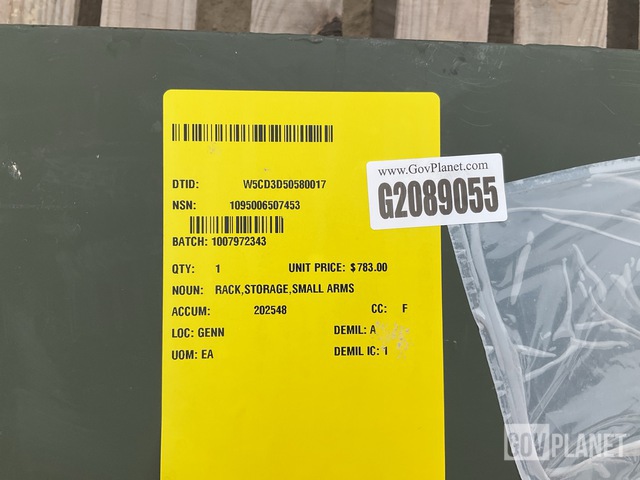 DTID: W5CD3D50580017
NSN: 1095006507453
BATCH: 1007972343
QTY: 1 UNIT PRICE: $783.00
NOUN: RACK,STORAGE,SMALL ARMS
ACCUM: 202548 CC: F
LOC: GENN DEMIL: A
UOM: EA DEMIL IC: 1
www.GovPlanet.com
G2089055
GOVPLANET